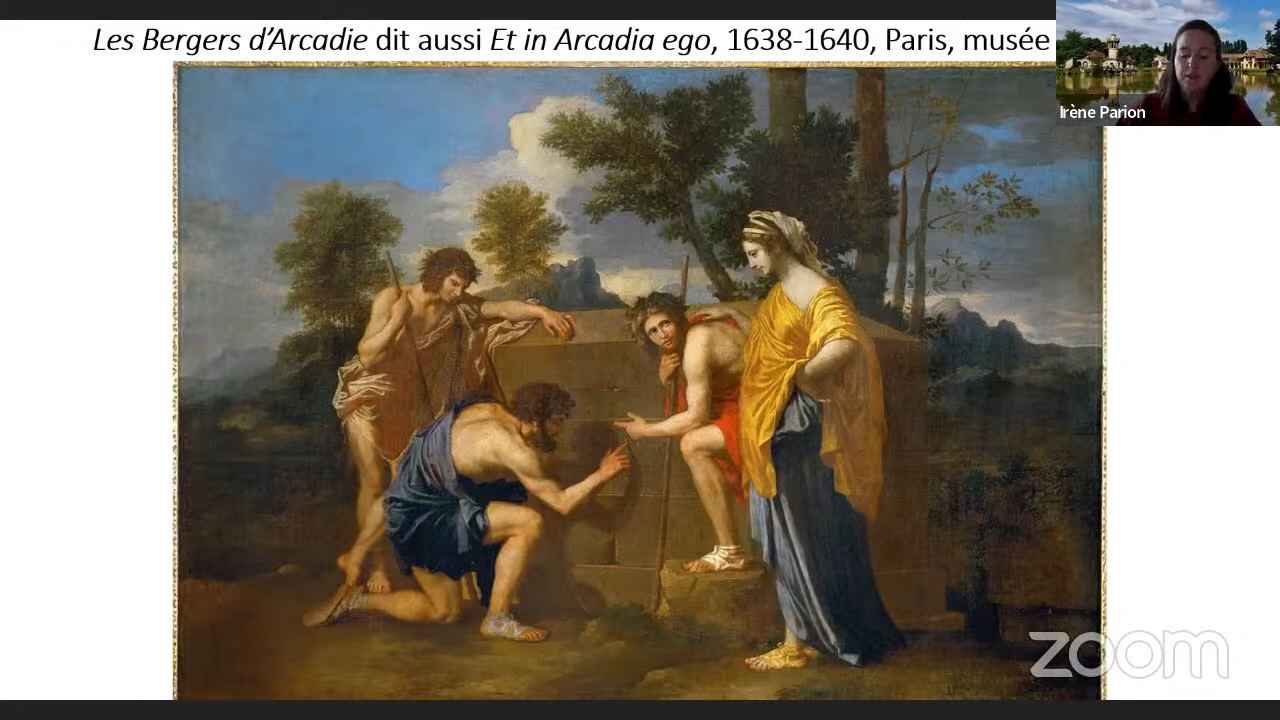 Les Bergers d'Arcadie dit aussi Et in Arcadia ego, 1638-1640, Paris, musée
Irène Parion
zoom